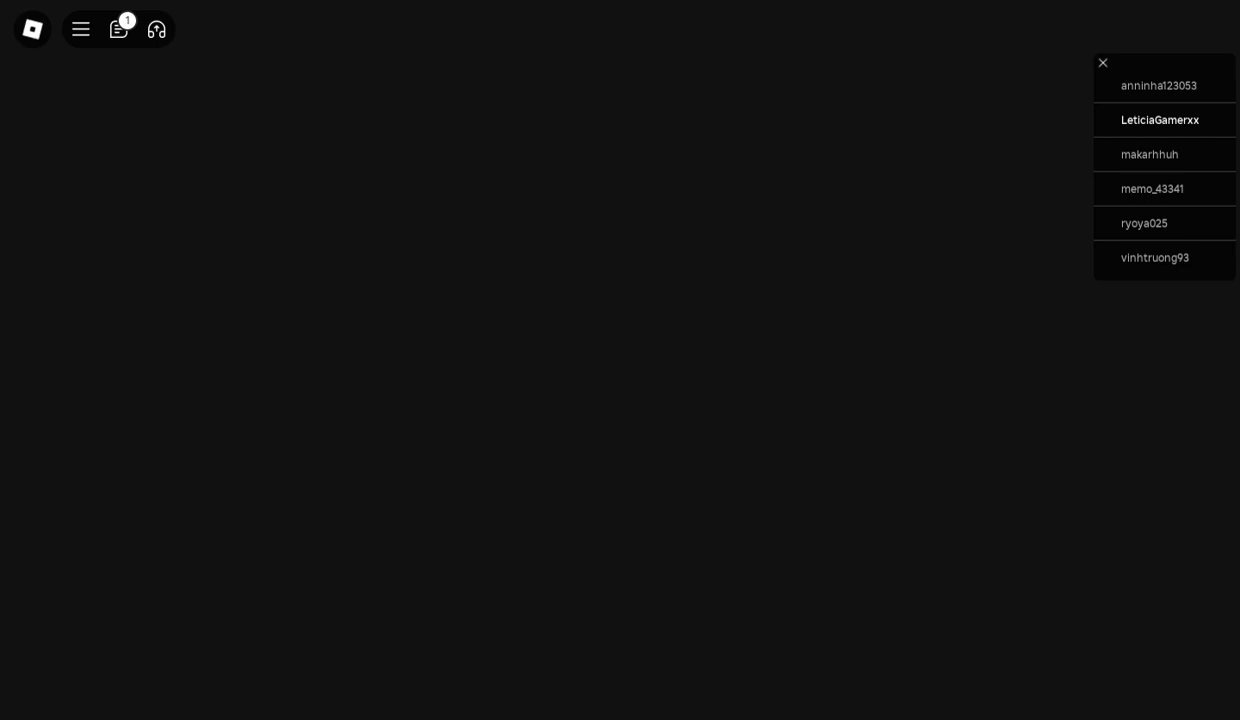 1
anninha123053
LeticiaGamerxx
makarhhuh
memo_43341
ryoya025
vinhtruong93